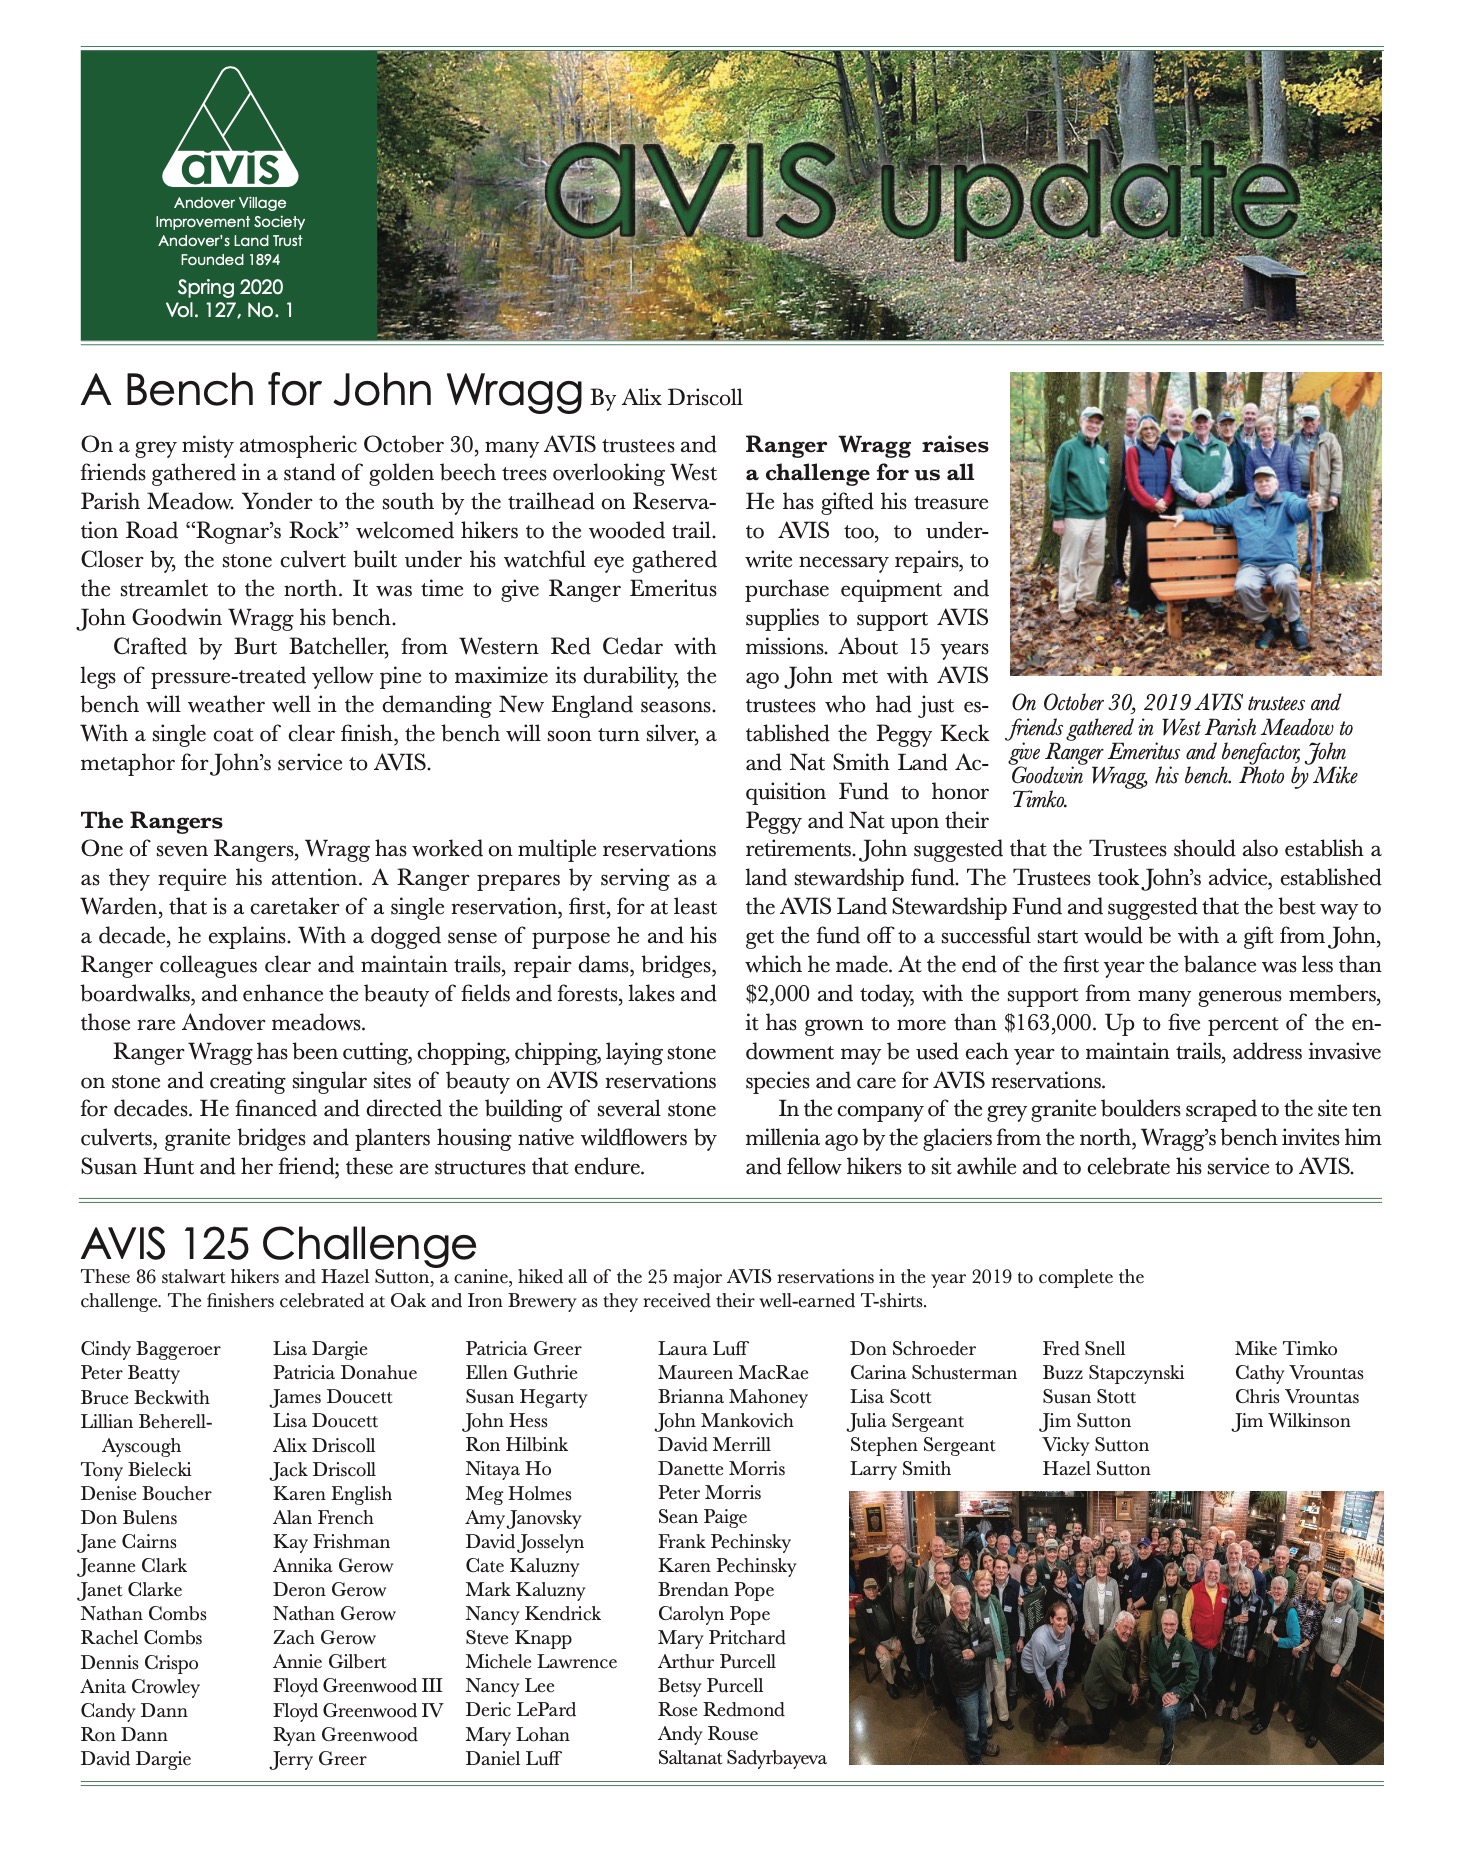 avis
Andover Village
Improvement Society
Andover's Land Trust
Founded 1894
Spring 2020
Vol. 127, No. 1
avis update
A Bench for John Wragg By Alix Driscoll
On a grey misty atmospheric October 30, many AVIS trustees and
friends gathered in a stand of golden beech trees overlooking West
Parish Meadow. Yonder to the south by the trailhead on Reserva-
tion Road “Rognar’s Rock” welcomed hikers to the wooded trail.
Closer by, the stone culvert built under his watchful eye gathered
the streamlet to the north. It was time to give Ranger Emeritus
John Goodwin Wragg his bench.
Crafted by Burt Batcheller, from Western Red Cedar with
legs of pressure-treated yellow pine to maximize its durability, the
bench will weather well in the demanding New England seasons.
With a single coat of clear finish, the bench will soon turn silver, a
metaphor for John’s service to AVIS.
The Rangers
One of seven Rangers, Wragg has worked on multiple reservations
as they require his attention. A Ranger prepares by serving as a
Warden, that is a caretaker of a single reservation, first, for at least
a decade, he explains. With a dogged sense of purpose he and his
Ranger colleagues clear and maintain trails, repair dams, bridges,
boardwalks, and enhance the beauty of fields and forests, lakes and
those rare Andover meadows.
Ranger Wragg has been cutting, chopping, chipping, laying stone
on stone and creating singular sites of beauty on AVIS reservations
for decades. He financed and directed the building of several stone
culverts, granite bridges and planters housing native wildflowers by
Susan Hunt and her friend; these are structures that endure.
Ranger Wragg raises
a challenge for us all
He has gifted his treasure
to AVIS too, to under-
write necessary repairs, to
purchase equipment and
supplies to support AVIS
missions. About 15 years
ago John met with AVIS
trustees who had just es-
tablished the Peggy Keck
and Nat Smith Land Ac-
quisition Fund to honor
Peggy and Nat upon their
retirements. John suggested that the Trustees should also establish a
land stewardship fund. The Trustees took John’s advice, established
the AVIS Land Stewardship Fund and suggested that the best way to
get the fund off to a successful start would be with a gift from John,
which he made. At the end of the first year the balance was less than
$2,000 and today, with the support from many generous members,
it has grown to more than $163,000. Up to five percent of the en-
dowment may be used each year to maintain trails, address invasive
species and care for AVIS reservations.
In the company of the grey granite boulders scraped to the site ten
millenia ago by the glaciers from the north, Wragg’s bench invites him
and fellow hikers to sit awhile and to celebrate his service to AVIS.
On October 30, 2019 AVIS trustees and
friends gathered in West Parish Meadow to
give Ranger Emeritus and benefactor, John
Goodwin Wragg, his bench. Photo by Mike
Timko.
AVIS 125 Challenge
These 86 stalwart hikers and Hazel Sutton, a canine, hiked all of the 25 major AVIS reservations in the year 2019 to complete the
challenge. The finishers celebrated at Oak and Iron Brewery as they received their well-earned T-shirts.
Cindy Baggeroer
Peter Beatty
Bruce Beckwith
Lillian Beherell-
Ayscough
Tony Bielecki
Denise Boucher
Don Bulens
Jane Cairns
Jeanne Clark
Janet Clarke
Nathan Combs
Rachel Combs
Dennis Crispo
Anita Crowley
Candy Dann
Ron Dann
David Dargie
Lisa Dargie
Patricia Donahue
James Doucett
Lisa Doucett
Alix Driscoll
Jack Driscoll
Karen English
Alan French
Kay Frishman
Annika Gerow
Deron Gerow
Nathan Gerow
Zach Gerow
Annie Gilbert
Floyd Greenwood III
Floyd Greenwood IV
Ryan Greenwood
Jerry Greer
Patricia Greer
Ellen Guthrie
Susan Hegarty
John Hess
Ron Hilbink
Nitaya Ho
Meg Holmes
Amy Janovsky
David Josselyn
Cate Kaluzny
Mark Kaluzny
Nancy Kendrick
Steve Knapp
Michele Lawrence
Nancy Lee
Deric LePard
Mary Lohan
Daniel Luff
Laura Luff
Maureen MacRae
Brianna Mahoney
John Mankovich
David Merrill
Danette Morris
Peter Morris
Sean Paige
Frank Pechinsky
Karen Pechinsky
Brendan Pope
Carolyn Pope
Mary Pritchard
Arthur Purcell
Betsy Purcell
Rose Redmond
Andy Rouse
Saltanat Sadyrbayeva
Don Schroeder
Carina Schusterman
Lisa Scott
Julia Sergeant
Stephen Sergeant
Larry Smith
Fred Snell
Buzz Stapczynski
Susan Stott
Jim Sutton
Vicky Sutton
Hazel Sutton
Mike Timko
Cathy Vrountas
Chris Vrountas
Jim Wilkinson